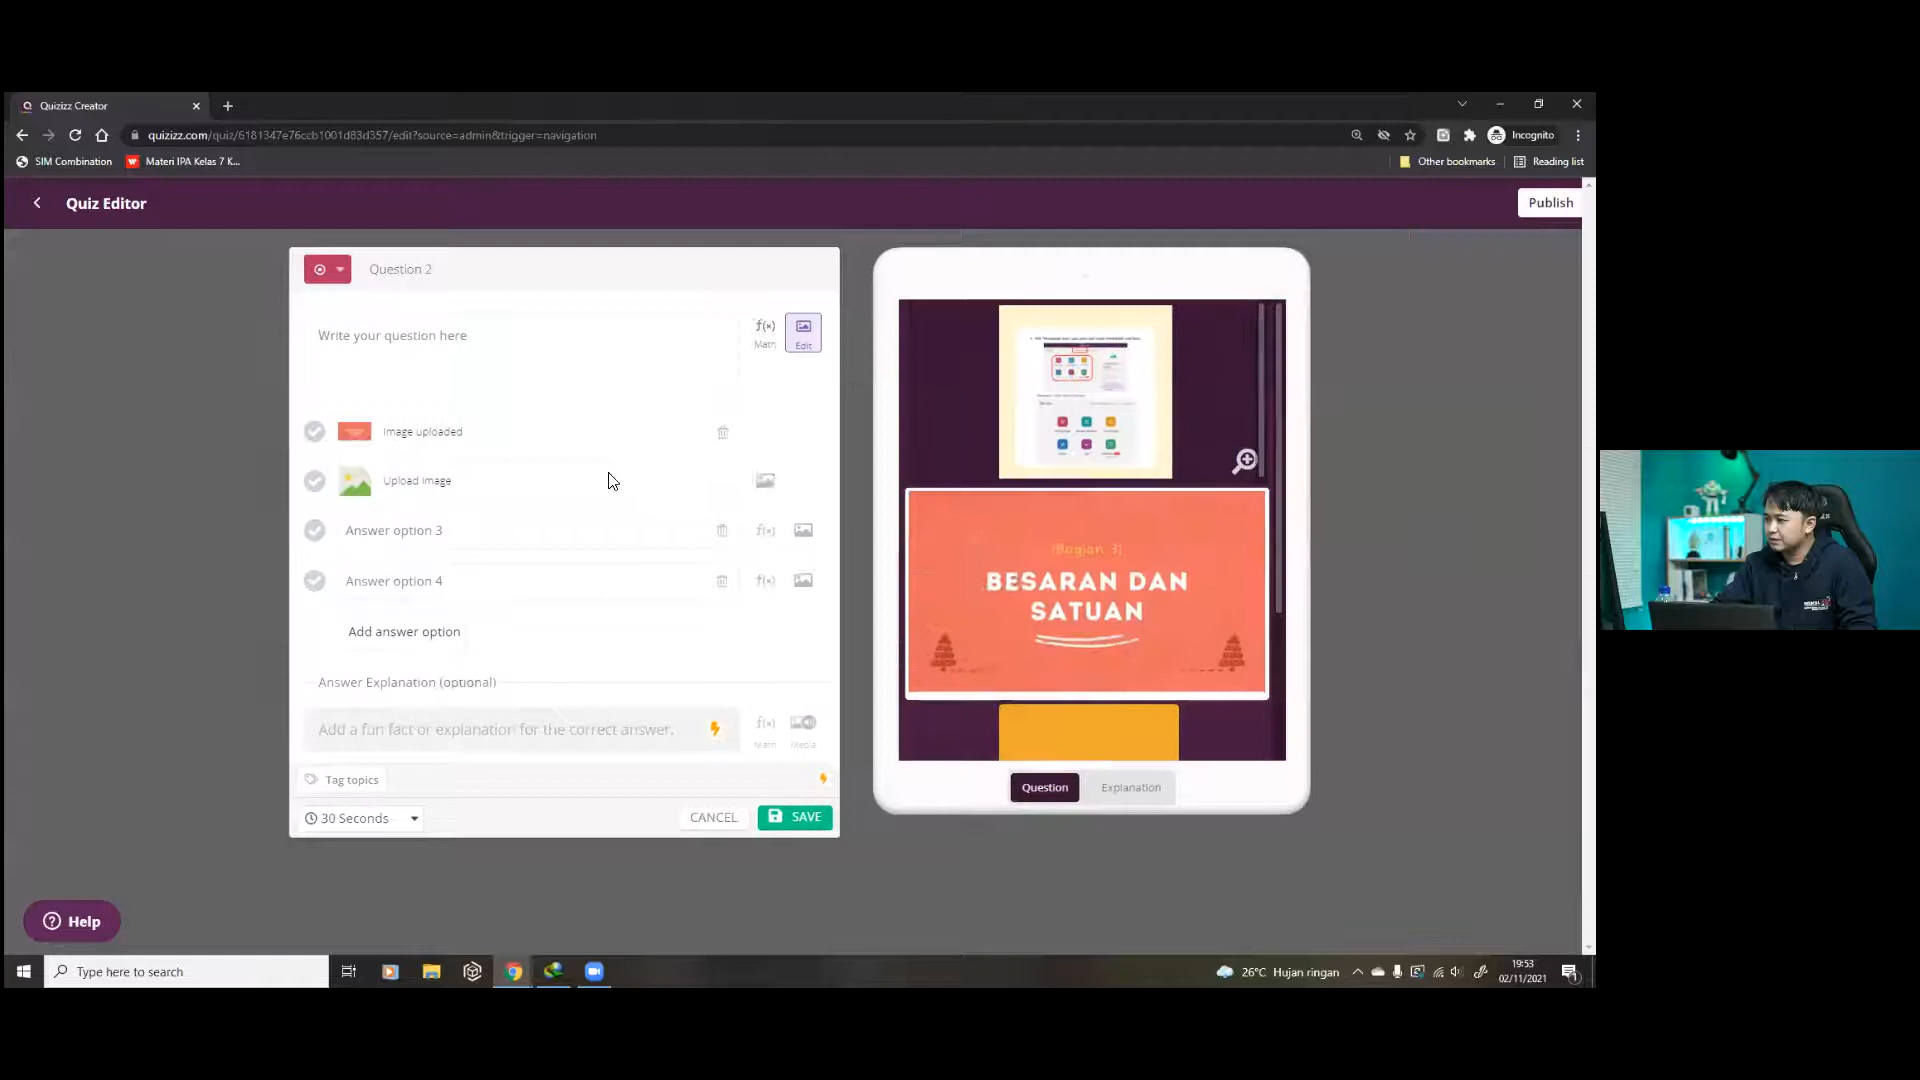 Quizizz Creator
quizizz.com/quiz/6181347e76ccb1001d83d357/edit?source=admin&trigger=navigation
Incognito
SIM Combination
Materi IPA Kelas 7 K...
Other bookmarks
Reading list
Quiz Editor
Publish
Question 2
Write your question here
f(x)
Math
Edit
Image uploaded
Upload image
Answer option 3
f(x)
Answer option 4
f(x)
Add answer option
Answer Explanation (optional)
Add a fun fact or explanation for the correct answer.
f(x)
Math
Media
Tag topics
30 Seconds
CANCEL
SAVE
(Bagian 3)
BESARAN DAN
SATUAN
Question
Explanation
Help
Type here to search
26°C Hujan ringan
19:53
02/11/2021
1